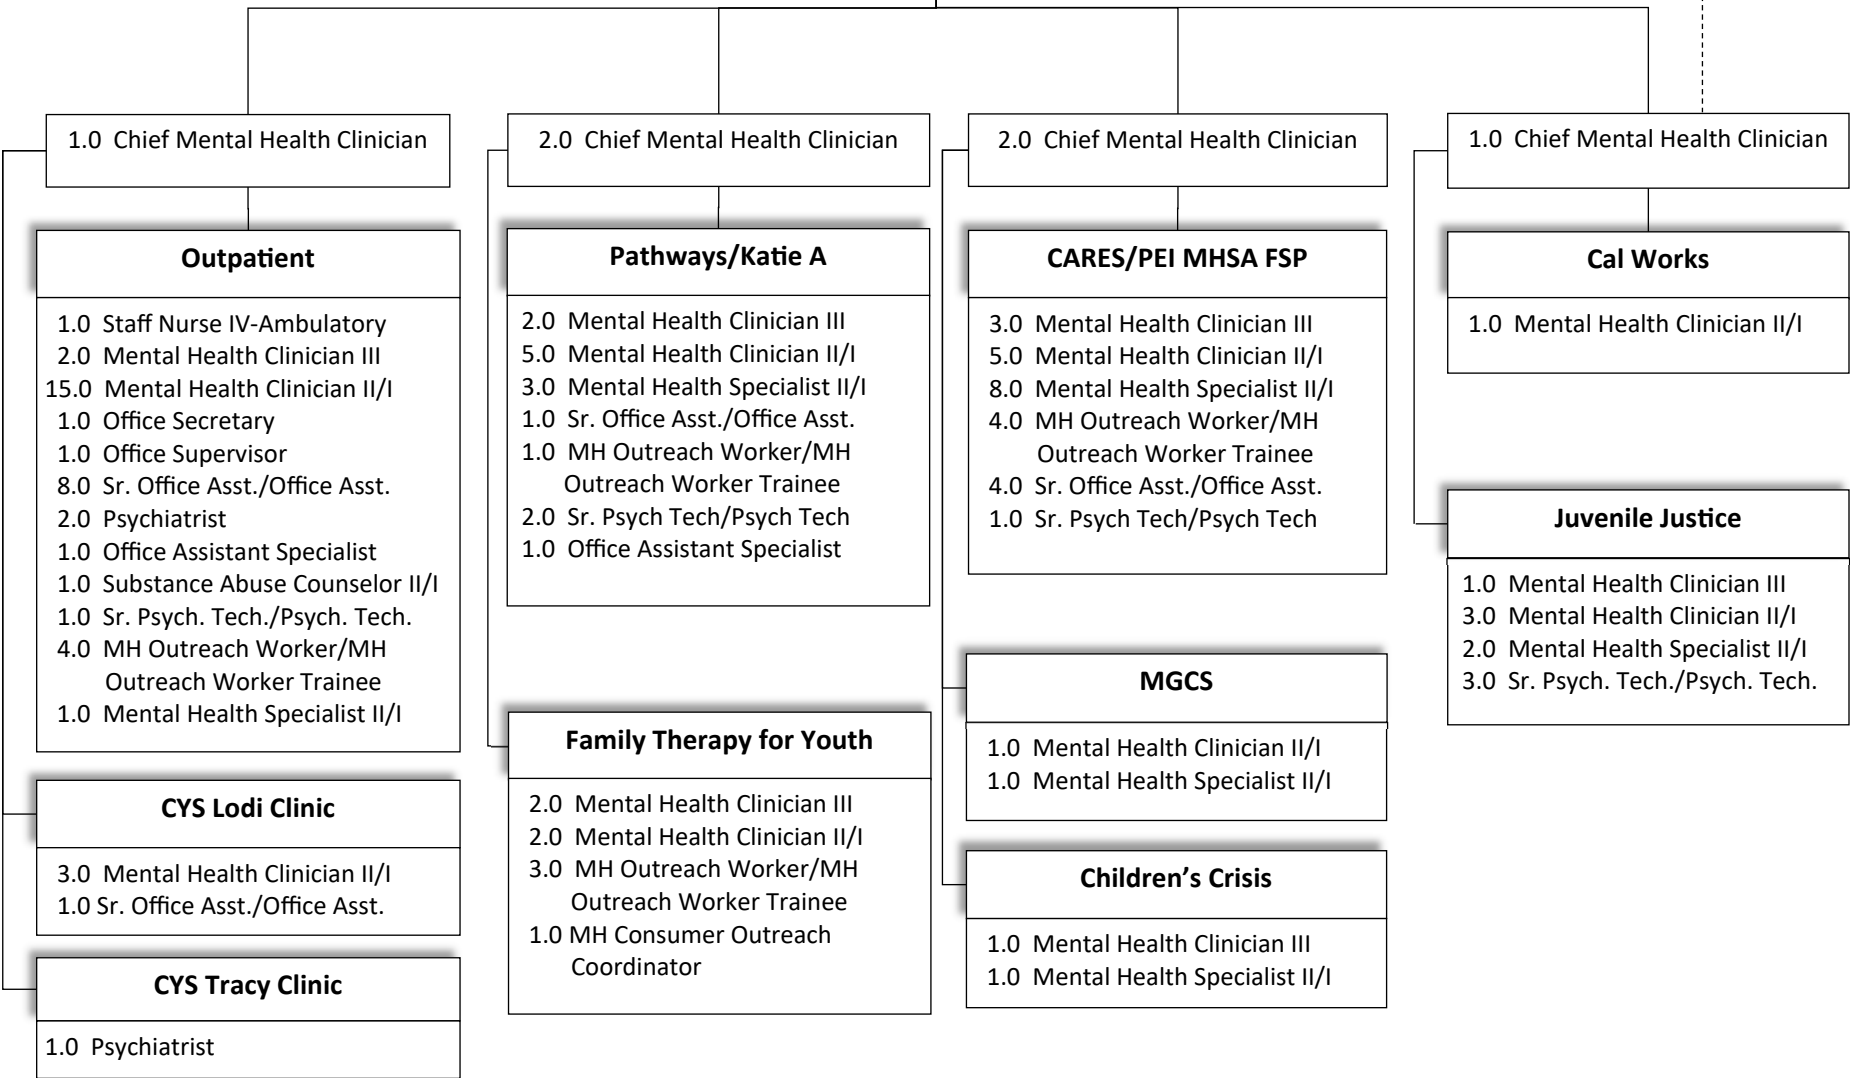 1.0 Chief Mental Health Clinician
Outpatient
1.0 Staff Nurse IV-Ambulatory
2.0 Mental Health Clinician III
15.0 Mental Health Clinician II/I
1.0 Office Secretary
1.0 Office Supervisor
8.0 Sr. Office Asst./Office Asst.
2.0 Psychiatrist
1.0 Office Assistant Specialist
1.0 Substance Abuse Counselor II/I
1.0 Sr. Psych. Tech./Psych. Tech.
4.0 MH Outreach Worker/MH
Outreach Worker Trainee
1.0 Mental Health Specialist II/I
CYS Lodi Clinic
3.0 Mental Health Clinician II/I
1.0 Sr. Office Asst./Office Asst.
CYS Tracy Clinic
1.0 Psychiatrist
2.0 Chief Mental Health Clinician
Pathways/Katie A
2.0 Mental Health Clinician III
5.0 Mental Health Clinician II/I
3.0 Mental Health Specialist II/I
1.0 Sr. Office Asst./Office Asst.
1.0 MH Outreach Worker/MH
Outreach Worker Trainee
2.0 Sr. Psych Tech/Psych Tech
1.0 Office Assistant Specialist
Family Therapy for Youth
2.0 Mental Health Clinician III
2.0 Mental Health Clinician II/I
3.0 MH Outreach Worker/MH
Outreach Worker Trainee
1.0 MH Consumer Outreach
Coordinator
2.0 Chief Mental Health Clinician
CARES/PEI MHSA FSP
3.0 Mental Health Clinician III
5.0 Mental Health Clinician II/I
8.0 Mental Health Specialist II/I
4.0 MH Outreach Worker/MH
Outreach Worker Trainee
4.0 Sr. Office Asst./Office Asst.
1.0 Sr. Psych Tech/Psych Tech
MGCS
1.0 Mental Health Clinician II/I
1.0 Mental Health Specialist II/I
Children’s Crisis
1.0 Mental Health Clinician III
1.0 Mental Health Specialist II/I
1.0 Chief Mental Health Clinician
Cal Works
1.0 Mental Health Clinician II/I
Juvenile Justice
1.0 Mental Health Clinician III
3.0 Mental Health Clinician II/I
2.0 Mental Health Specialist II/I
3.0 Sr. Psych. Tech./Psych. Tech.